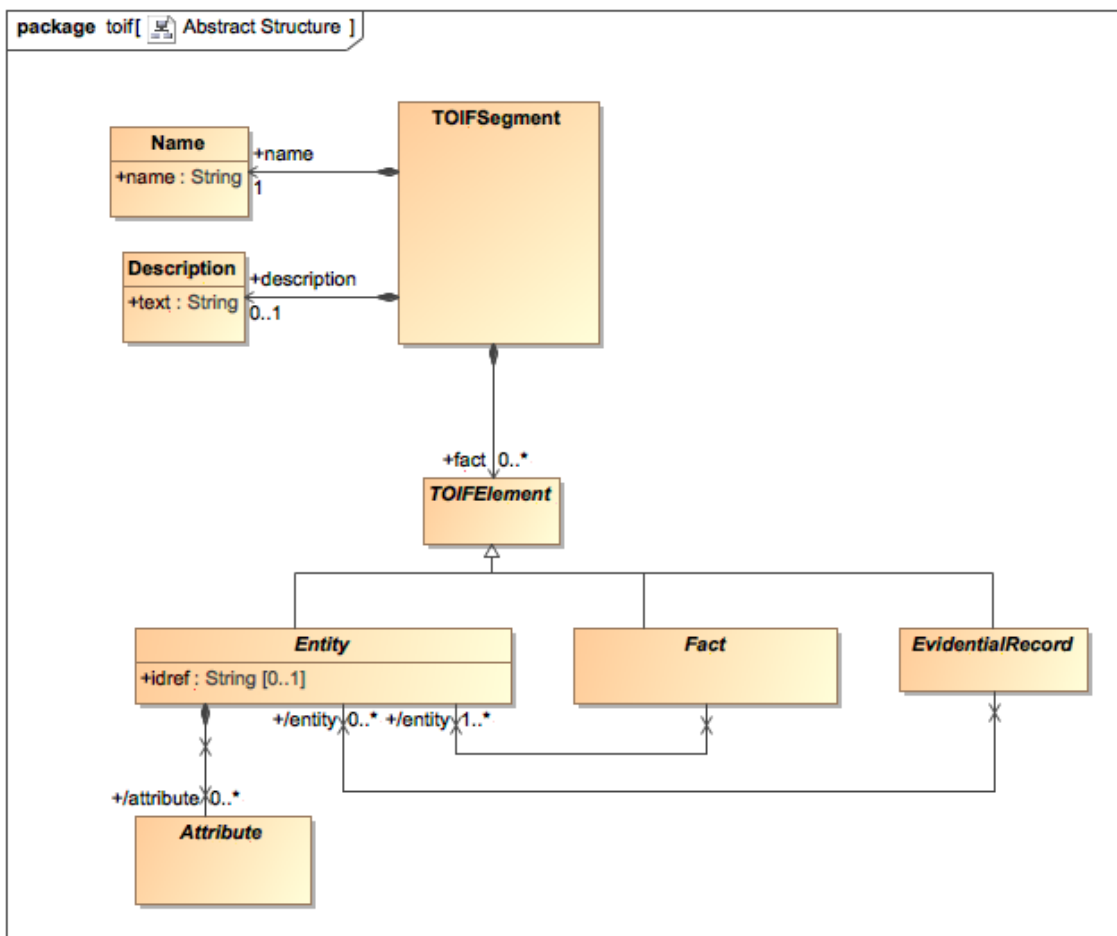 package toif[ Abstract Structure ]
TOIFSegment
Name
+name : String
+name
1
Description
+text : String
+description
0..1
+fact 0..*
TOIFElement
Entity
+idref : String [0..1]
Fact
EvidentialRecord
+/entity 0..* +/entity 1..*
+/attribute 0..*
Attribute